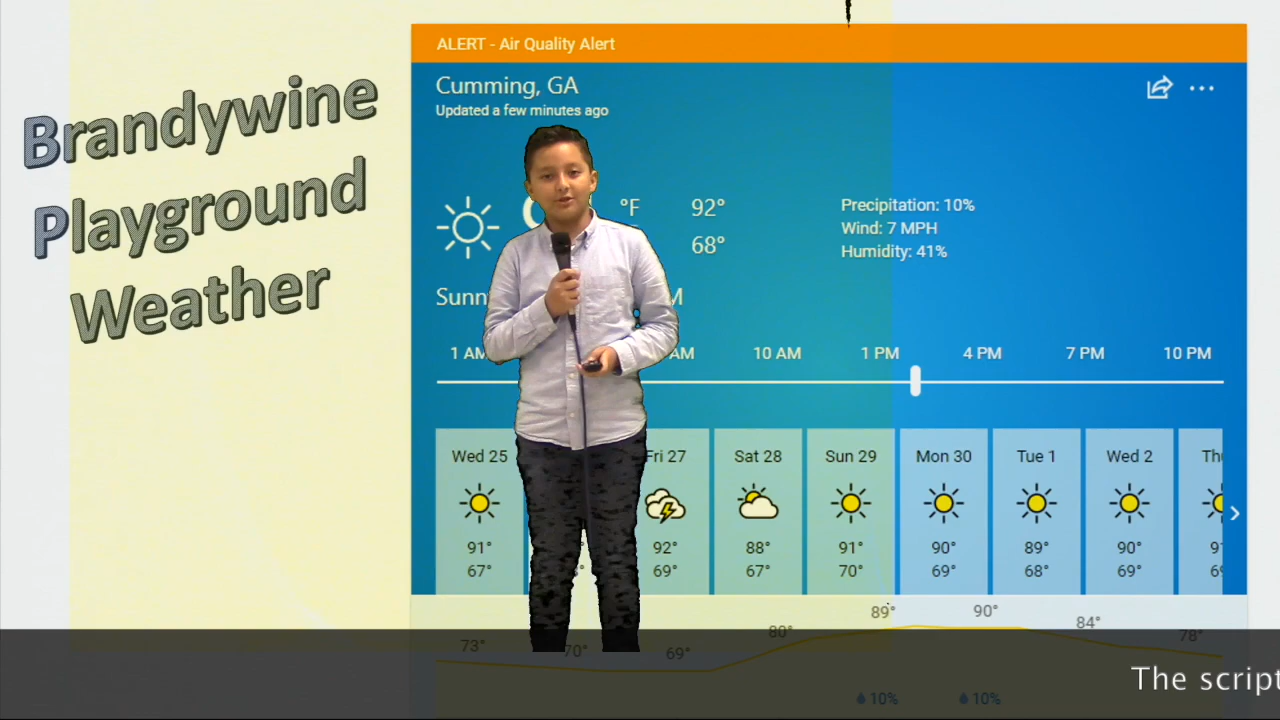 Brandywine
Playground
Weather
ALERT - Air Quality Alert
Cumming, GA
Updated a few minutes ago
°F
92°
68°
Precipitation: 10%
Wind: 7 MPH
Humidity: 41%
1 AM
AM
10 AM
1 PM
4 PM
7 PM
10 PM
Wed 25
Fri 27
Sat 28
Sun 29
Mon 30
Tue 1
Wed 2
91°
92°
88°
91°
90°
89°
90°
67°
69°
67°
70°
69°
68°
69°
73°
70°
69°
80°
89°
90°
84°
78°
10%
10%
The script